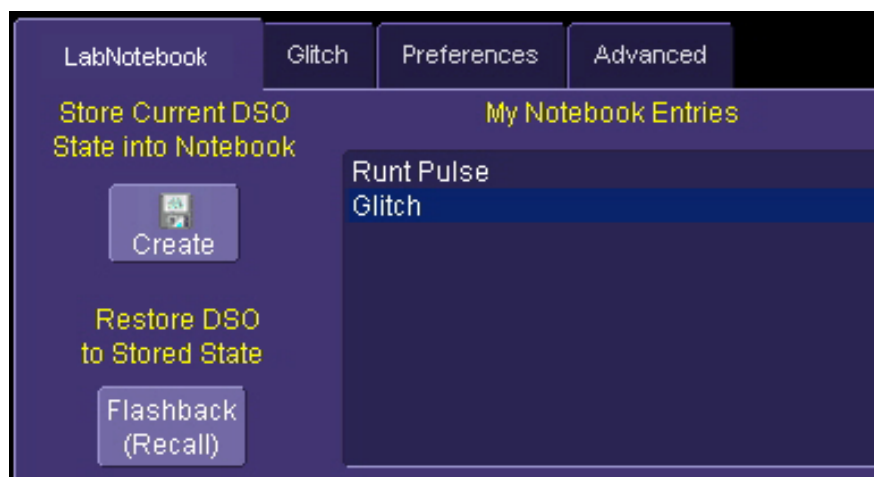 LabNotebook Glitch Preferences Advanced
Store Current DSO
State into Notebook
Create
Restore DSO
to Stored State
Flashback
(Recall)
My Notebook Entries
Runt Pulse
Glitch